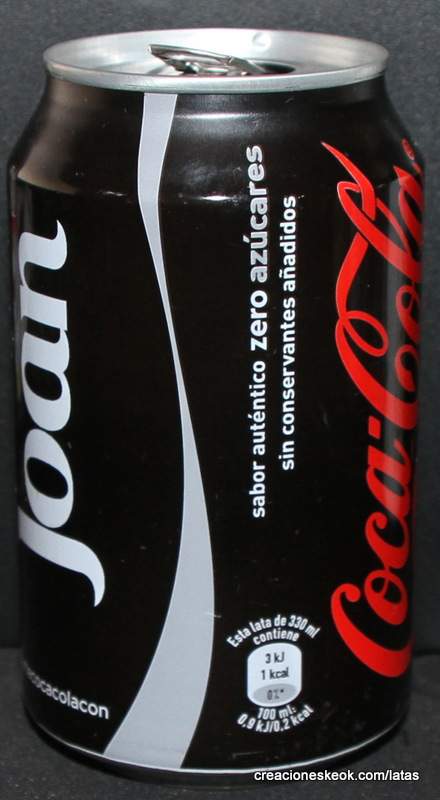 Joan
cocacolacon
sabor auténtico zero azúcares
sin conservantes añadidos
Coca-Cola
Esta lata de 330 ml
contiene
3 kJ
1 kcal
0%*
100 ml:
0,9 kJ/0,2 kcal
creacioneskeok.com/latas